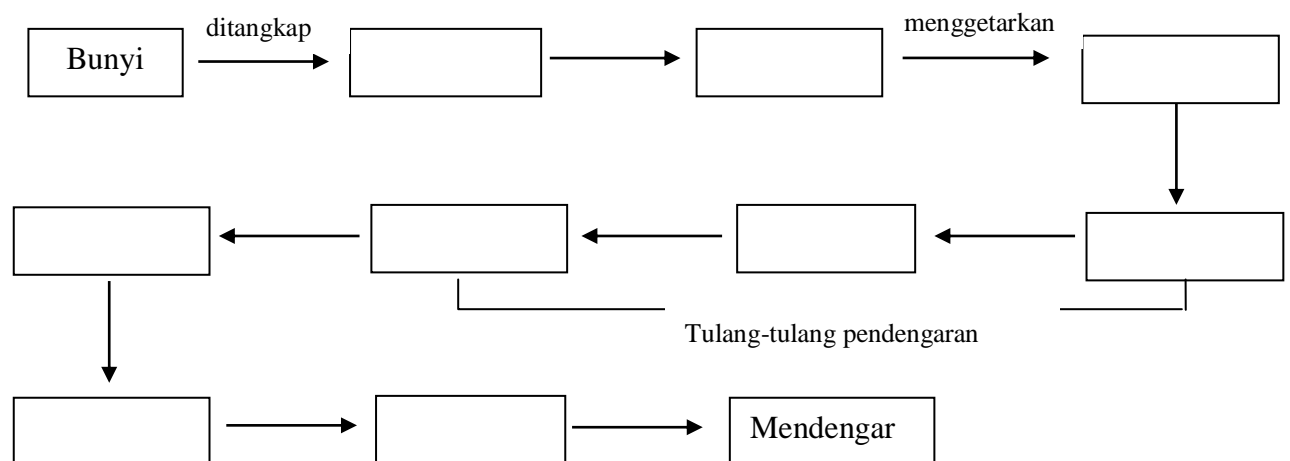 Bunyi
ditangkap
menggetarkan
Tulang-tulang pendengaran
Mendengar